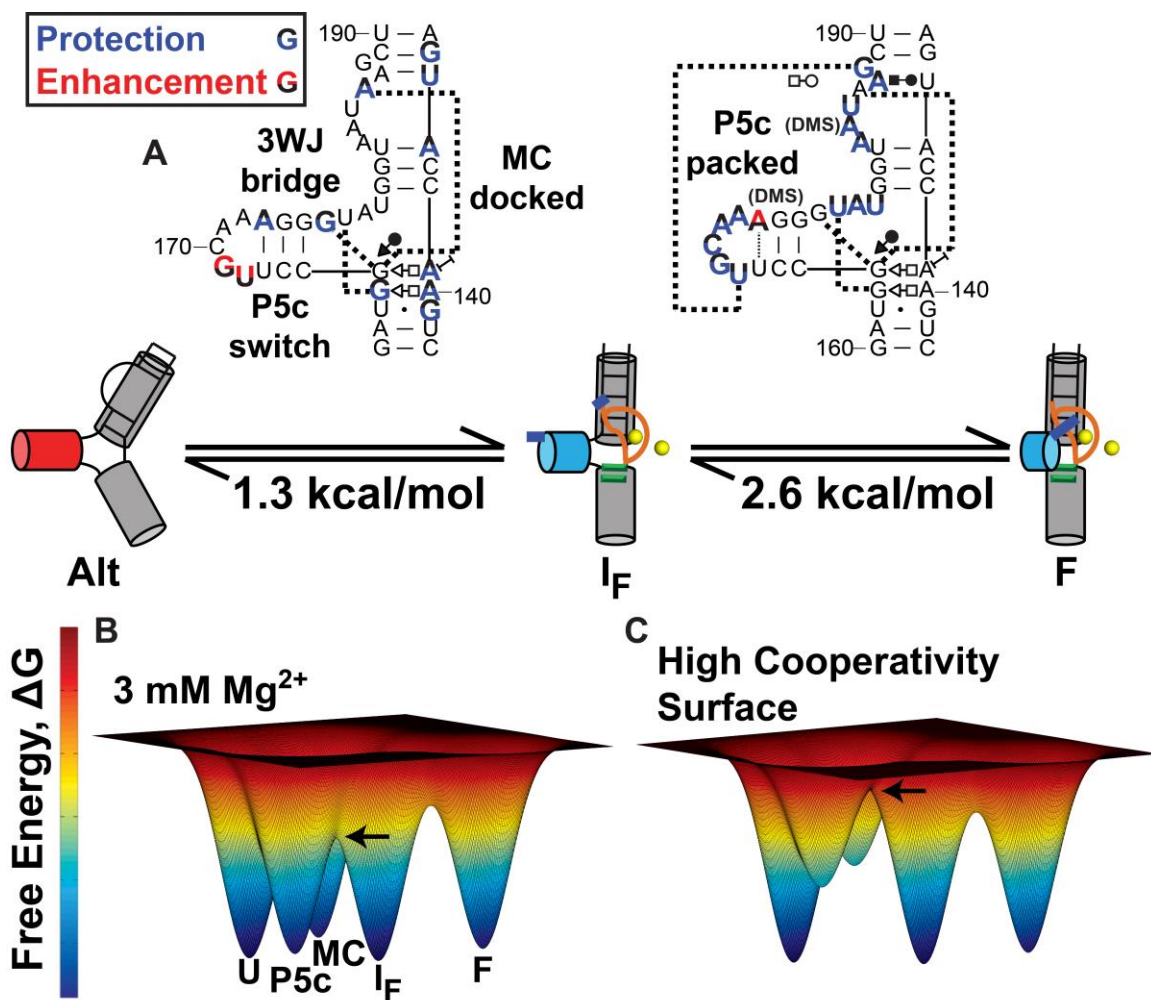 Protection G
Enhancement G
A
190
U A
C G
G A U
A
U
A
A U A
G C
G C
3WJ
bridge
MC
docked
A A A G G G U A U
170
C
G U U C C G A
G A
140
U G
A U
G C
P5c
switch
190
U A
C G
G A U
A
U
A (DMS)
A U A
G C
G C
P5c
packed
(DMS)
A A A G G G U A U
C
G U U C C G A
G A
140
U G
A U
160
G C
1.3 kcal/mol
2.6 kcal/mol
Alt
IF
F
Free Energy, ΔG
B
3 mM Mg2+
U
P5c
MC
IF
F
C
High Cooperativity
Surface